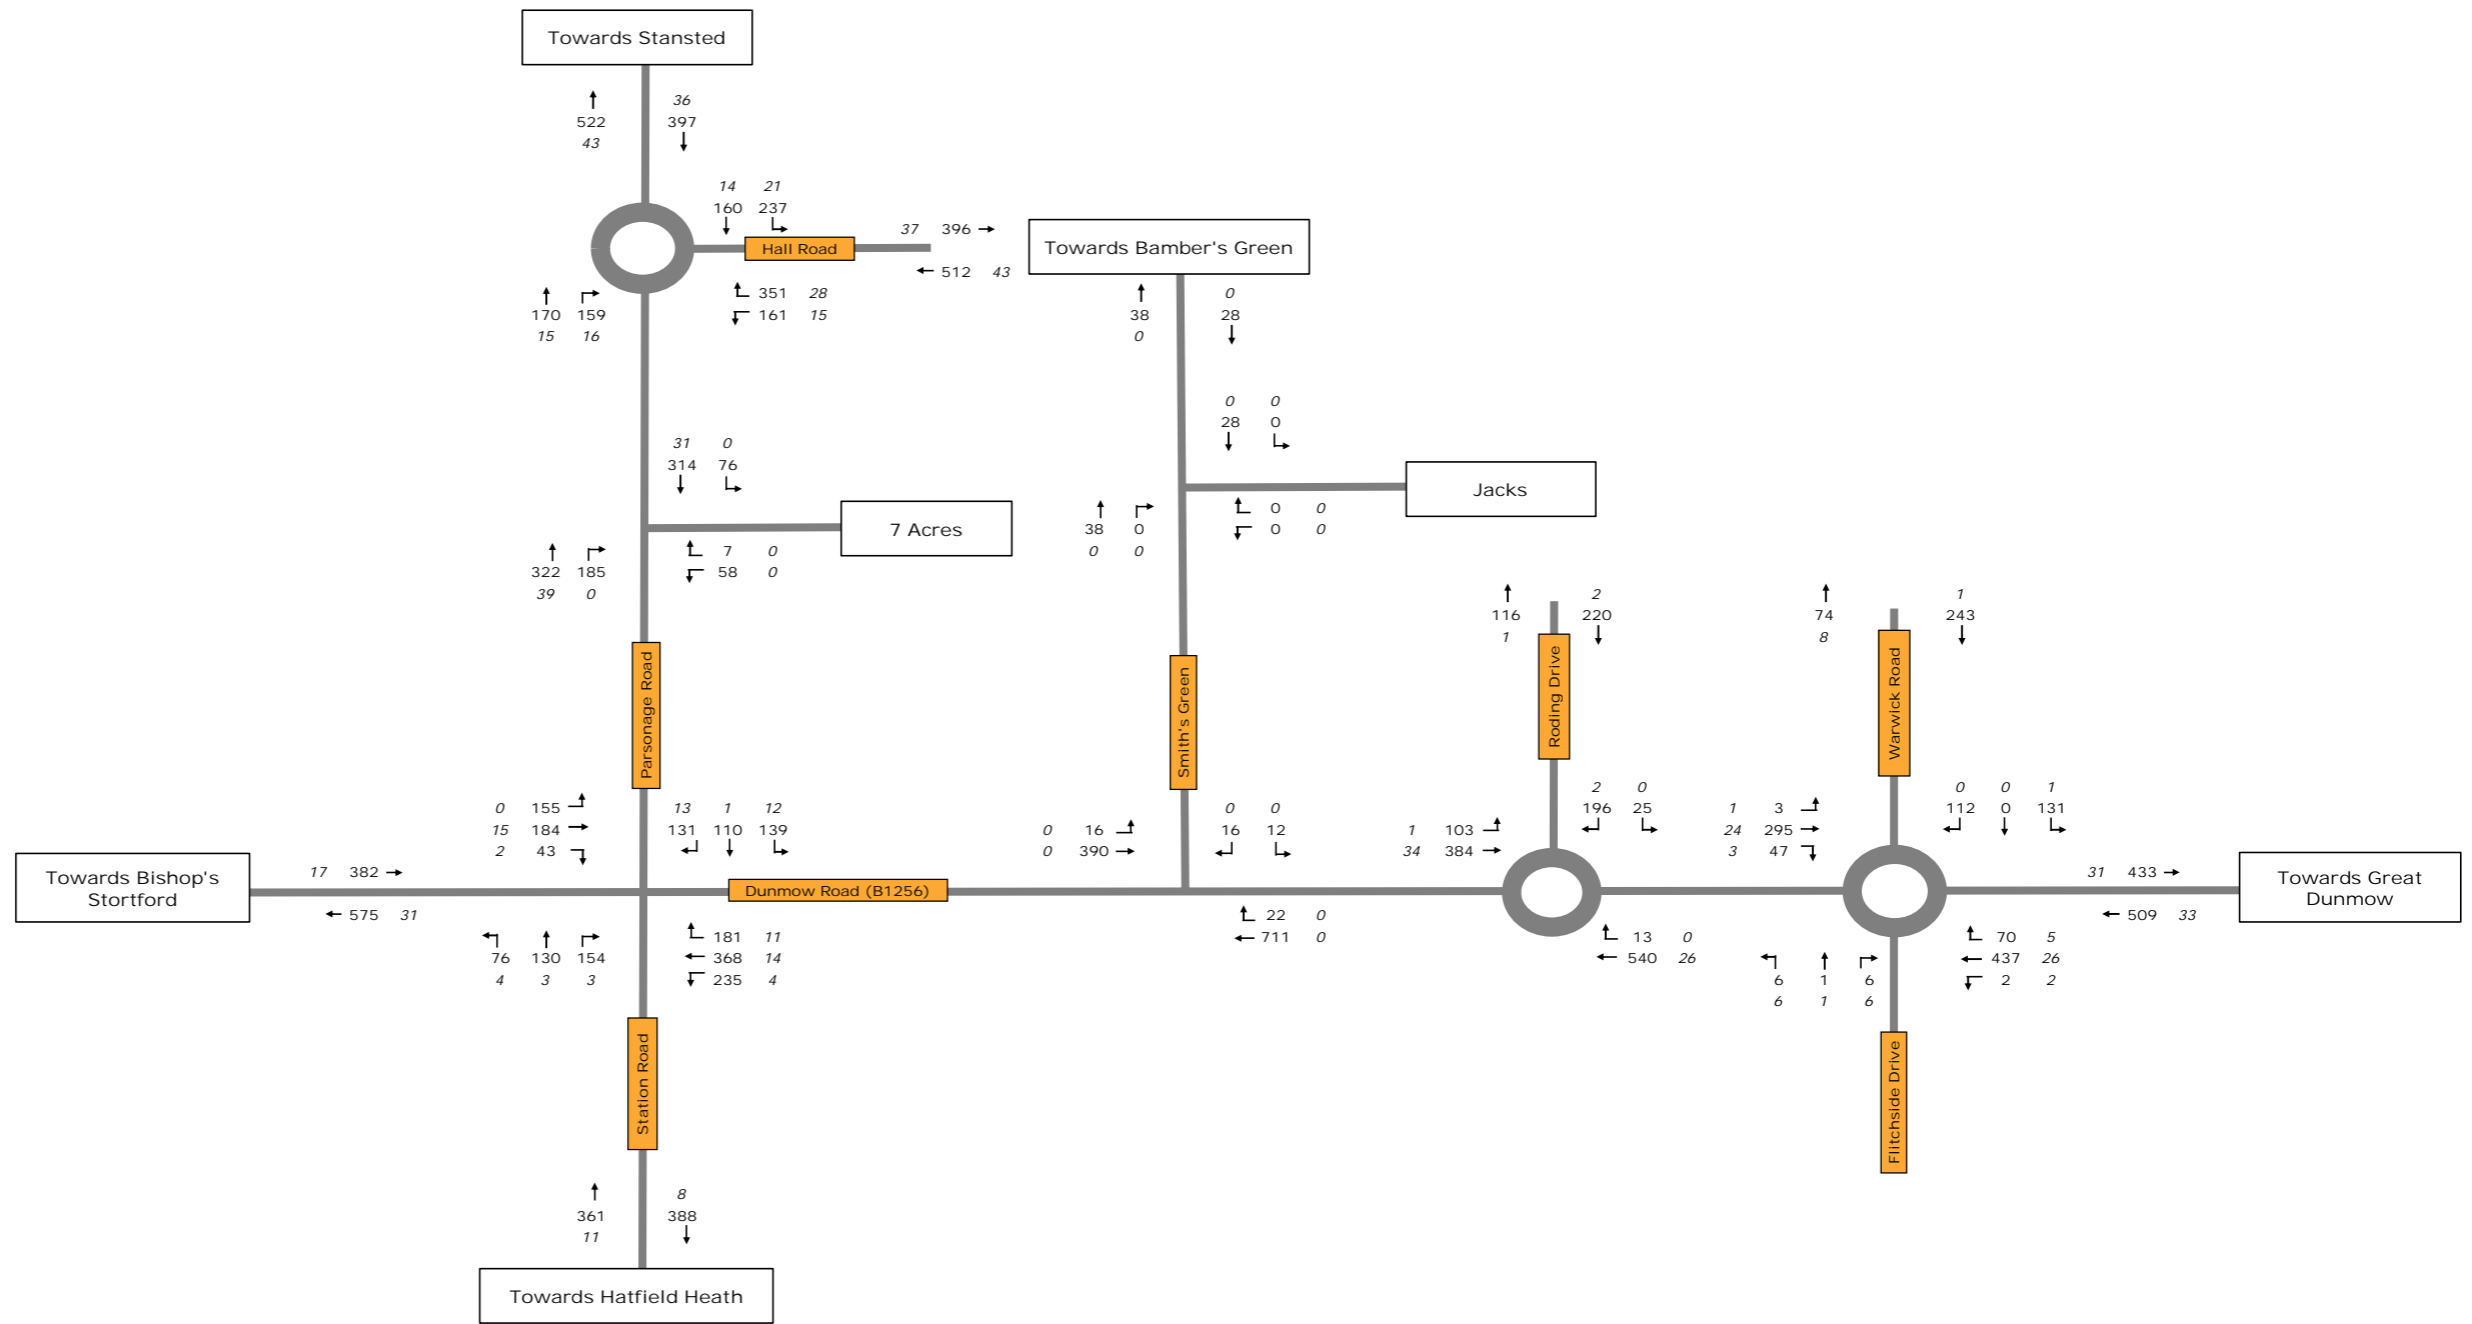 Towards Stansted
36
522 397
43
14 21
160 237
37 396
Hall Road
Towards Bamber's Green
512 43
351 28
170 159 161 15
15 16
0
38 28
0
0 0
28 0
31 0
314 76
Jacks
7 Acres
0 0
38 0 0 0
0 0
7 0
322 185 58 0
39 0
2
116 220
1
1
74 243
8
Parsonage Road
Smith's Green
Roding Drive
Warwick Road
0 155 13 1 12
15 184 131 110 139
2 43
0 16 0 0
0 390 16 12
2 0
1 103 196 25
34 384
1 3 0 0 1
24 295 112 0 131
3 47
Towards Bishop's
Stortford
17 382
575 31
Dunmow Road (B1256)
31 433
509 33
Towards Great
Dunmow
181 11
76 130 154 368 14
4 3 3 235 4
22 0
711 0
13 0
540 26
70 5
6 1 6 437 26
6 1 6 2 2
Station Road
Flitchside Drive
8
361 388
11
Towards Hatfield Heath